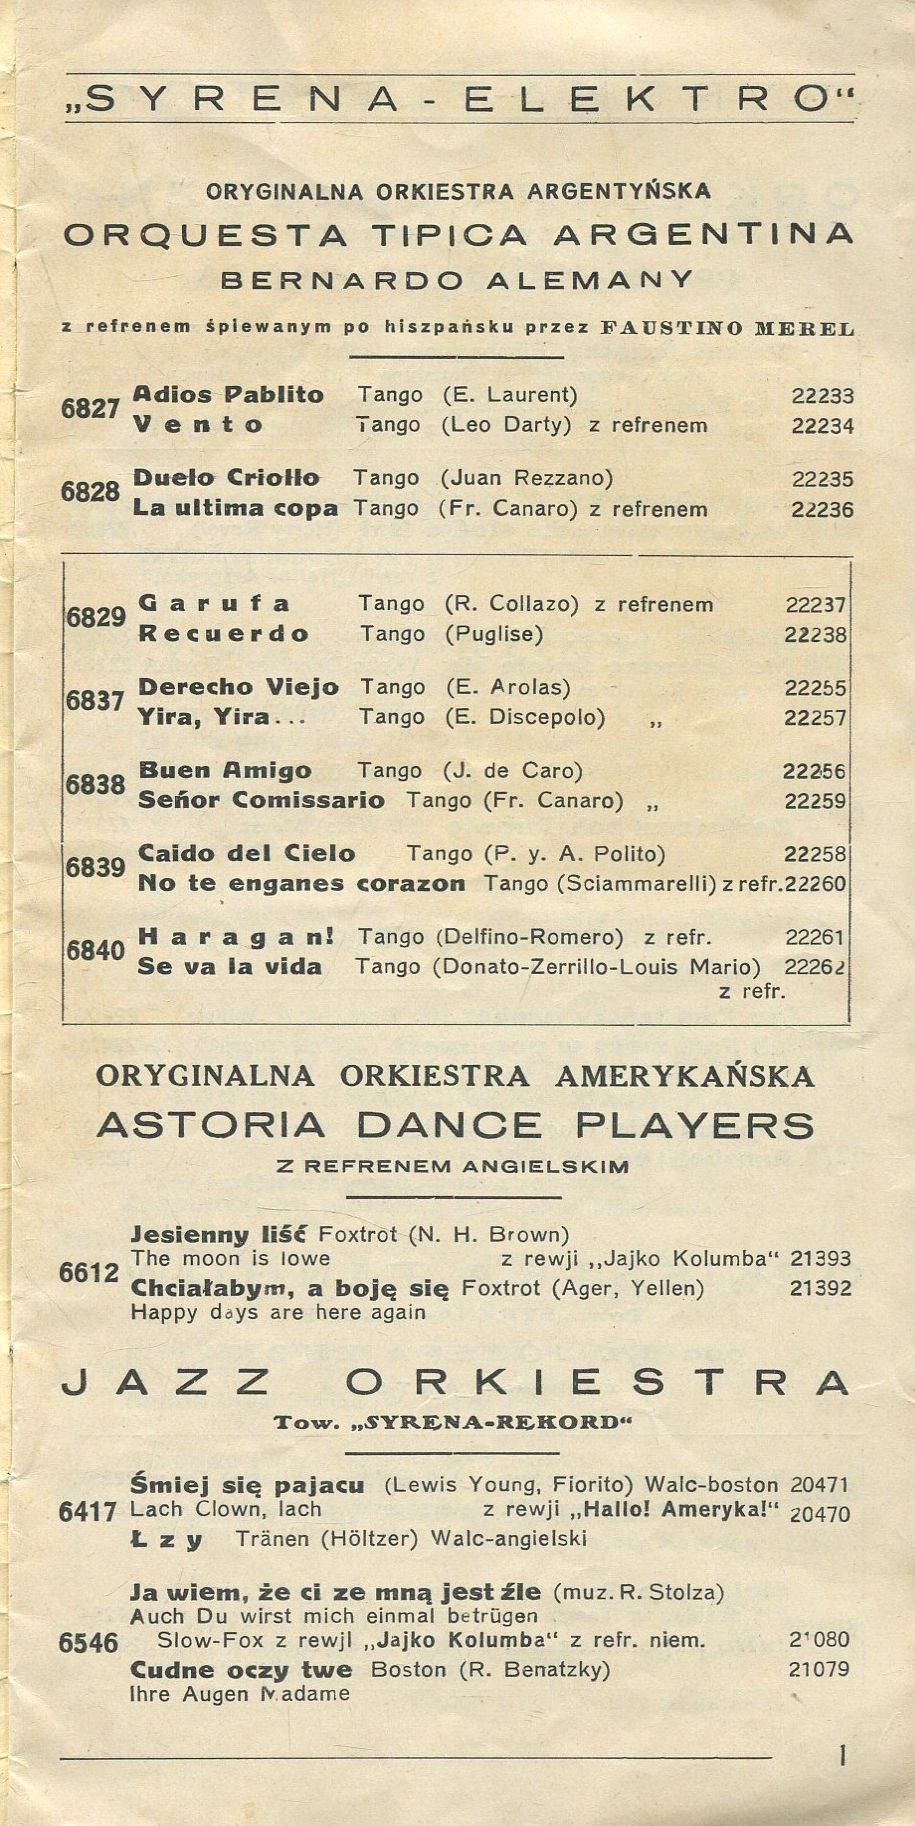 „SYRENA-ELEKTRO“
ORYGINALNA ORKIESTRA ARGENTYŃSKA
ORQUESTA TIPICA ARGENTINA
BERNARDO ALEMANY
z refrenem śpiewanym po hiszpańsku przez FAUSTINO MEREL
6827 Adios Pablito Tango (E. Laurent) 22233
Vento Tango (Leo Darty) z refrenem 22234
6828 Dueło Criołło Tango (Juan Rezzano) 22235
La ultima copa Tango (Fr. Canaro) z refrenem 22236
6829 Garufa Tango (R. Collazo) z refrenem 22237
Recuerdo Tango (Puglise) 22238
6837 Derecho Viejo Tango (E. Arolas) 22255
Yira, Yira... Tango (E. Discepolo) „ 22257
6838 Buen Amigo Tango (J. de Caro) 22256
Señor Comissario Tango (Fr. Canaro) „ 22259
6839 Caido del Cielo Tango (P. y. A. Polito) 22258
No te enganes corazon Tango (Sciammarelli) z refr. 22260
6840 Haragan! Tango (Delfino-Romero) z refr. 22261
Se va la vida Tango (Donato-Zerrillo-Louis Mario) 22262
z refr.
ORYGINALNA ORKIESTRA AMERYKAŃSKA
ASTORIA DANCE PLAYERS
Z REFRENEM ANGIELSKIM
Jesienny liść Foxtrot (N. H. Brown)
The moon is lowe z rewji „Jajko Kolumba“ 21393
6612 Chciałabym, a boję się Foxtrot (Ager, Yellen) 21392
Happy days are here again
JAZZ ORKIESTRA
Tow. „SYRENA-REKORD“
Śmiej się pajacu (Lewis Young, Fiorito) Walc-boston 20471
6417 Lach Clown, lach z rewji „Hallo! Ameryka!“ 20470
Łzy Tränen (Höltzer) Walc-angielski
Ja wiem, że ci ze mną jest źle (muz. R. Stolza)
Auch Du wirst mich einmal betrügen
6546 Slow-Fox z rewjl „Jajko Kolumba“ z refr. niem. 21080
Cudne oczy twe Boston (R. Benatzky) 21079
Ihre Augen Madame
1